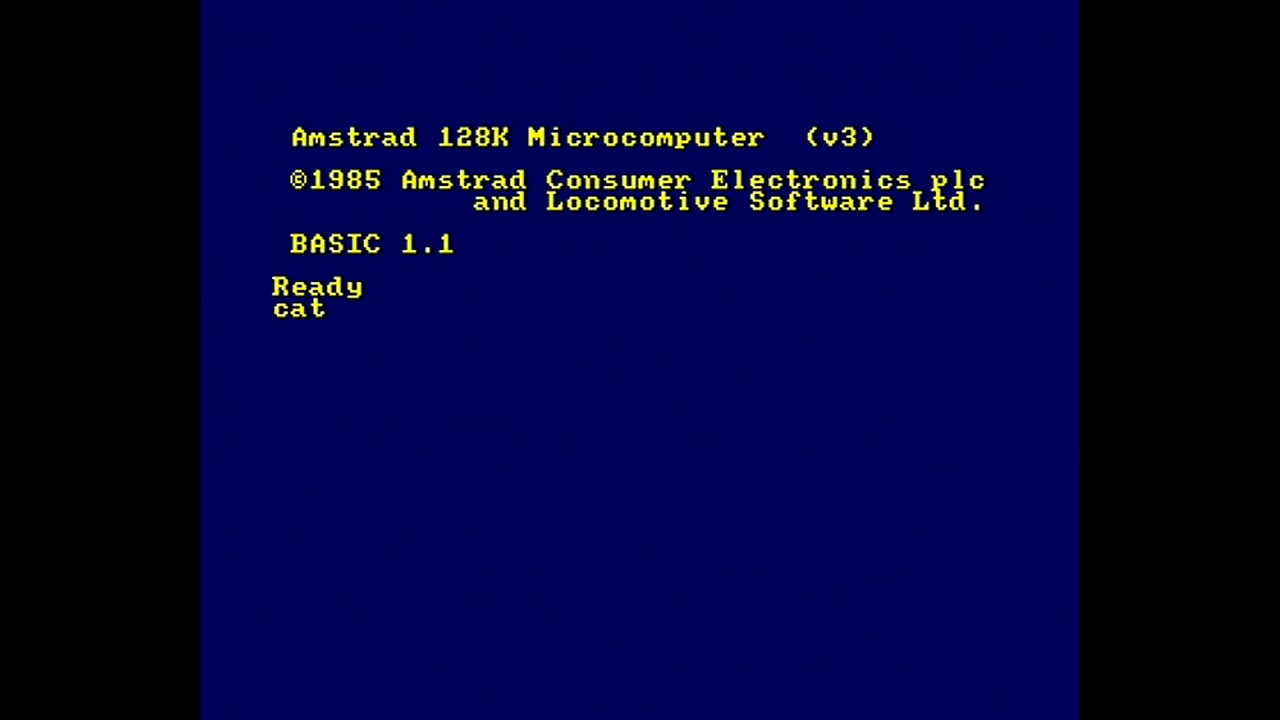 Amstrad 128K Microcomputer (v3)
©1985 Amstrad Consumer Electronics plc
and Locomotive Software Ltd.
BASIC 1.1
Ready
cat